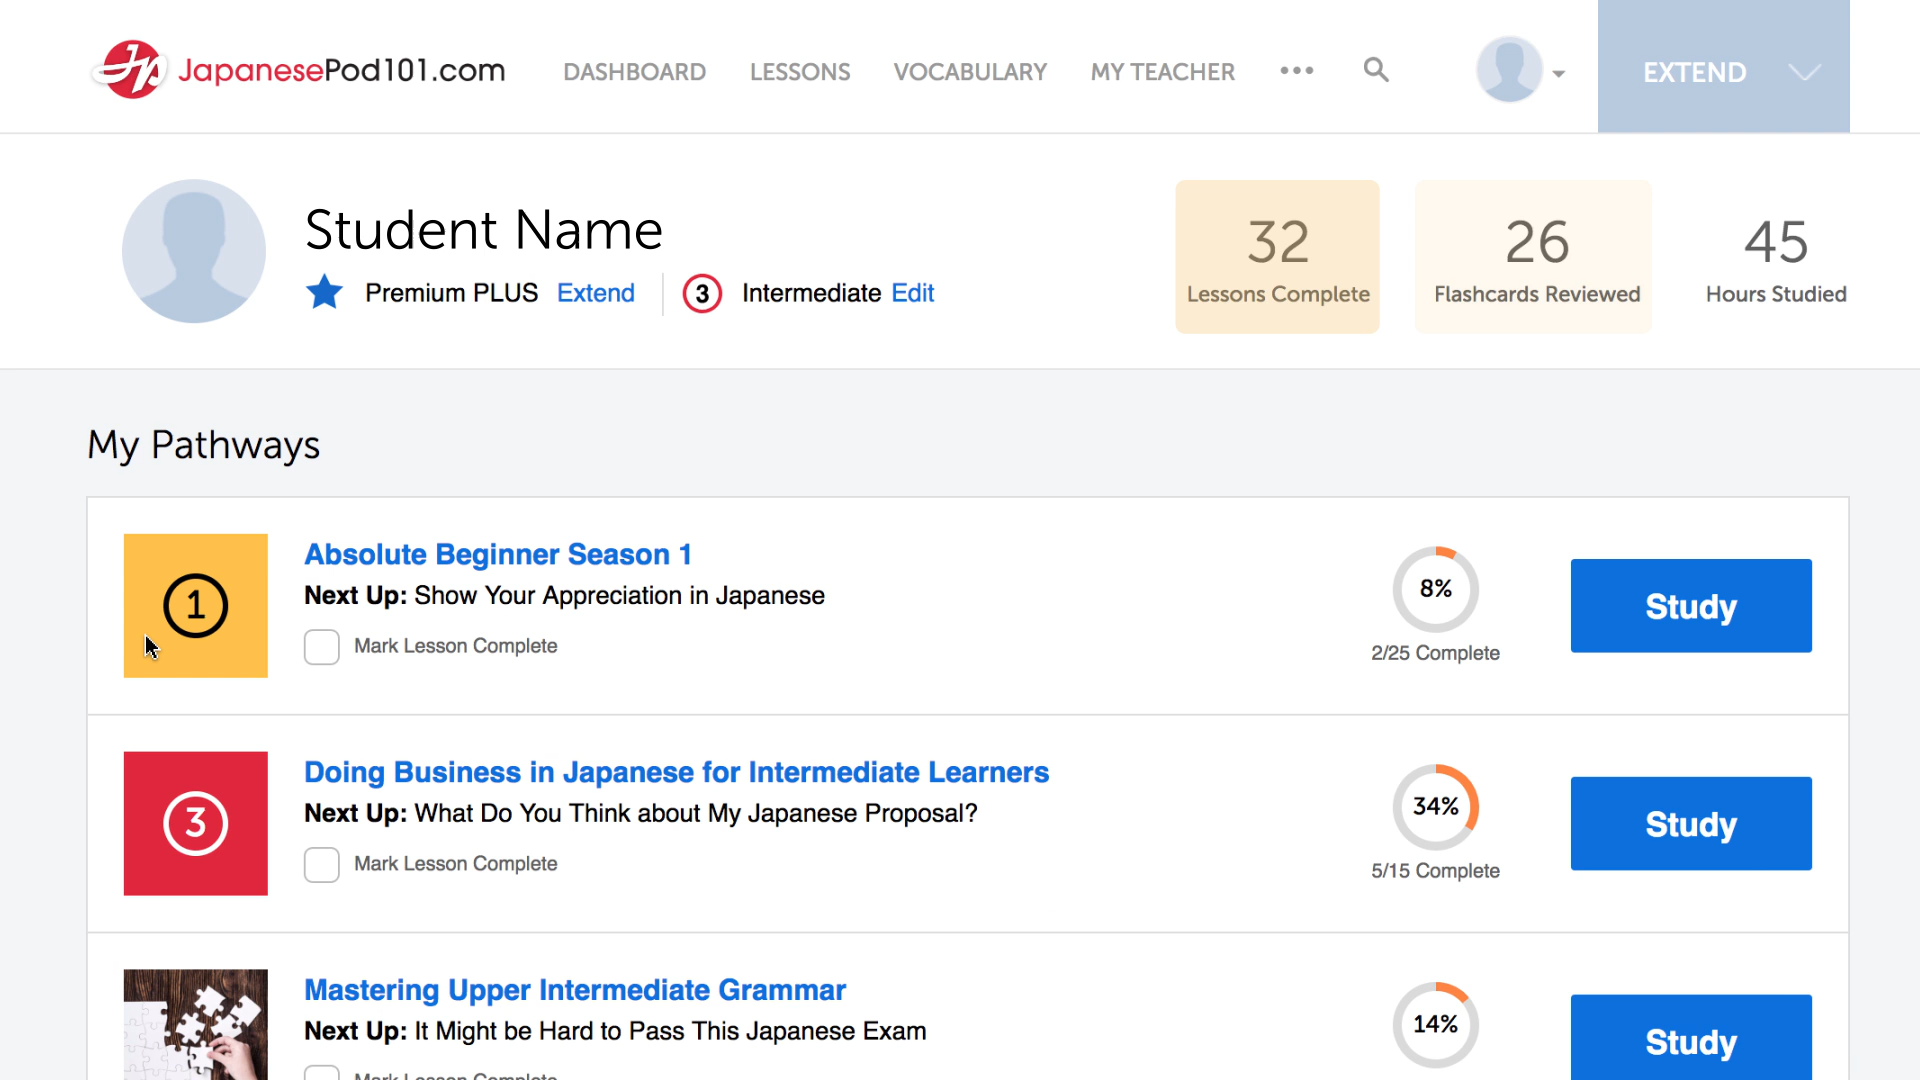 JapanesePod101.com DASHBOARD LESSONS VOCABULARY MY TEACHER EXTEND
Student Name
Premium PLUS Extend 3 Intermediate Edit
32
Lessons Complete
26
Flashcards Reviewed
45
Hours Studied
My Pathways
1
Absolute Beginner Season 1
Next Up: Show Your Appreciation in Japanese
Mark Lesson Complete
8%
2/25 Complete
Study
3
Doing Business in Japanese for Intermediate Learners
Next Up: What Do You Think about My Japanese Proposal?
Mark Lesson Complete
34%
5/15 Complete
Study
Mastering Upper Intermediate Grammar
Next Up: It Might be Hard to Pass This Japanese Exam
Mark Lesson Complete
14%
Study